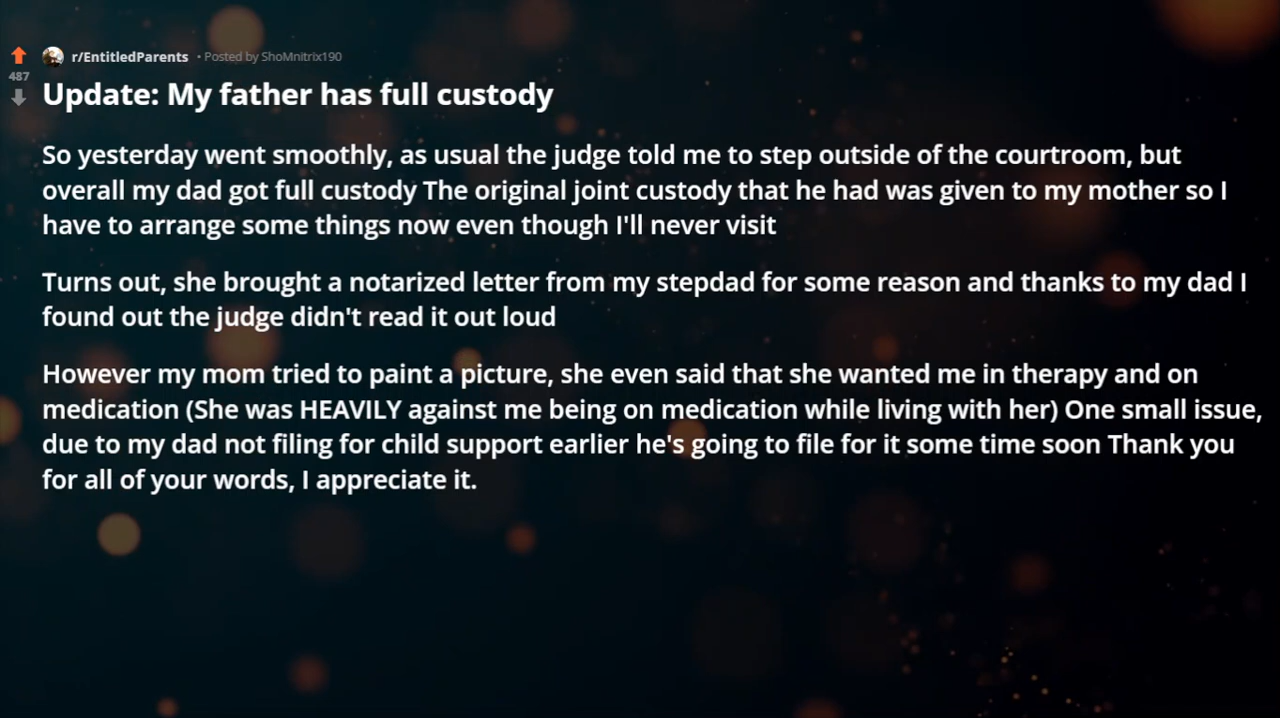 r/EntitledParents • Posted by ShoMnitrix190
487
Update: My father has full custody
So yesterday went smoothly, as usual the judge told me to step outside of the courtroom, but
overall my dad got full custody The original joint custody that he had was given to my mother so I
have to arrange some things now even though I'll never visit
Turns out, she brought a notarized letter from my stepdad for some reason and thanks to my dad I
found out the judge didn't read it out loud
However my mom tried to paint a picture, she even said that she wanted me in therapy and on
medication (She was HEAVILY against me being on medication while living with her) One small issue,
due to my dad not filing for child support earlier he's going to file for it some time soon Thank you
for all of your words, I appreciate it.